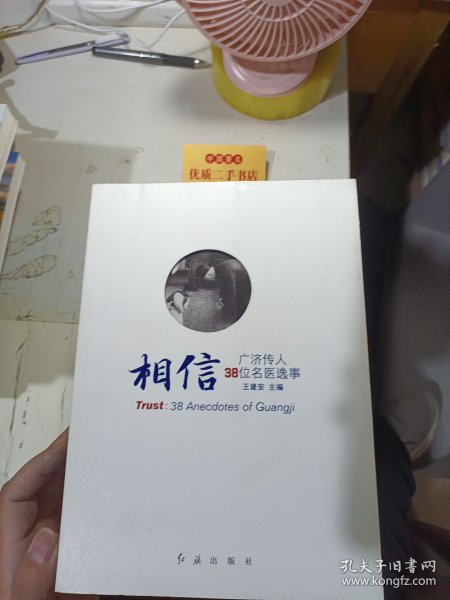 中国书店
优质二手书店
相信
广济传人
38位名医逸事
王建安 主编
Trust: 38 Anecdotes of Guangji
红旗出版社
孔夫子旧书网
www.kongfz.com